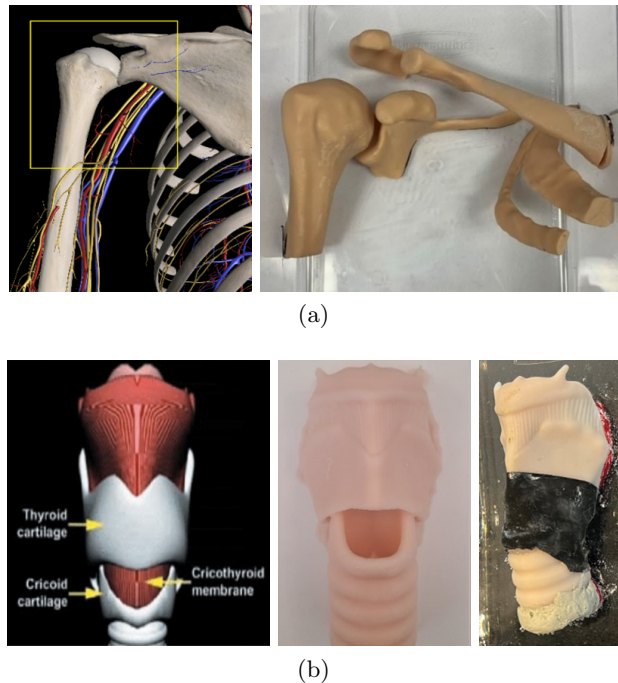 (a)
Thyroid
cartilage
Cricoid
cartilage
Cricothyroid
membrane
(b)